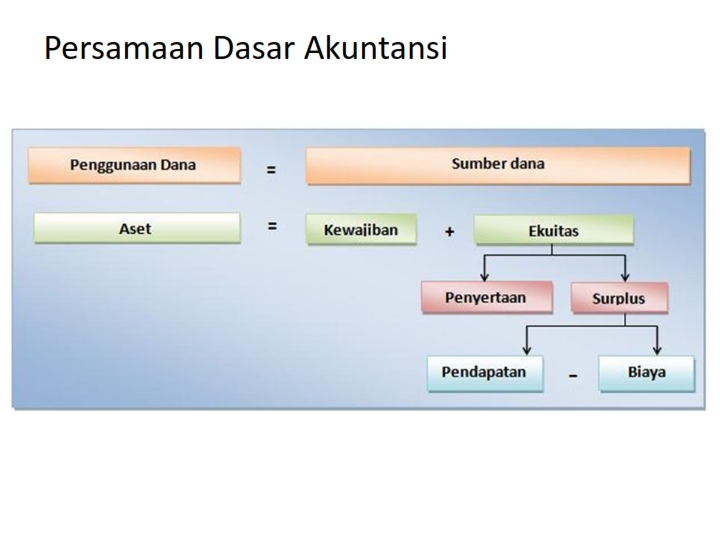 Persamaan Dasar Akuntansi
Penggunaan Dana = Sumber dana
Aset = Kewajiban + Ekuitas
Penyertaan Surplus
Pendapatan - Biaya